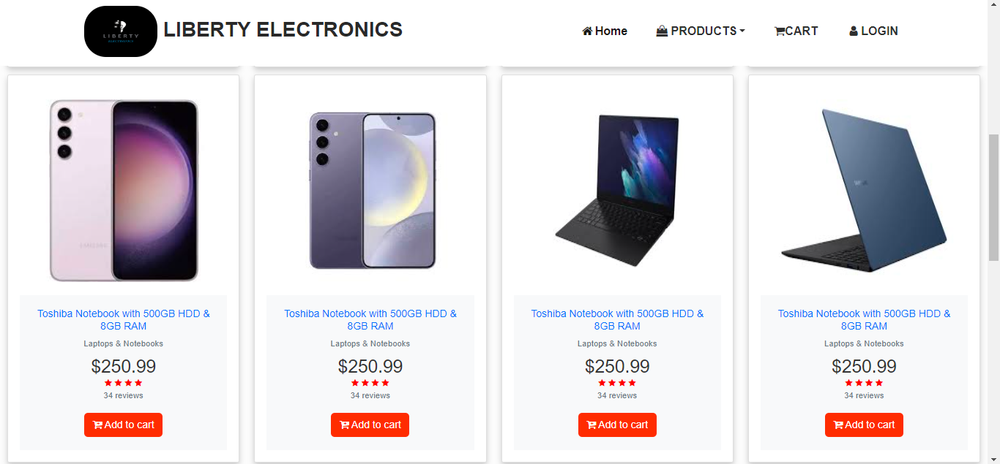 LIBERTY
ELECTRONICS
LIBERTY ELECTRONICS
Home
PRODUCTS
CART
LOGIN
SAMSUNG
Toshiba Notebook with 500GB HDD &
8GB RAM
Laptops & Notebooks
$250.99
34 reviews
Add to cart
Toshiba Notebook with 500GB HDD &
8GB RAM
Laptops & Notebooks
$250.99
34 reviews
Add to cart
Toshiba Notebook with 500GB HDD &
8GB RAM
Laptops & Notebooks
$250.99
34 reviews
Add to cart
Toshiba Notebook with 500GB HDD &
8GB RAM
Laptops & Notebooks
$250.99
34 reviews
Add to cart